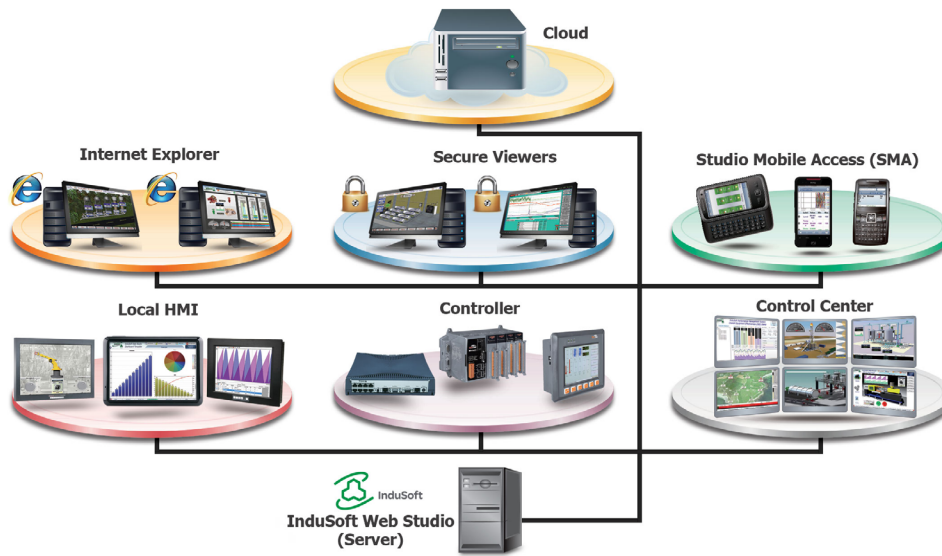 Cloud
Internet Explorer
Secure Viewers
Studio Mobile Access (SMA)
Local HMI
Controller
Control Center
InduSoft
InduSoft Web Studio
(Server)